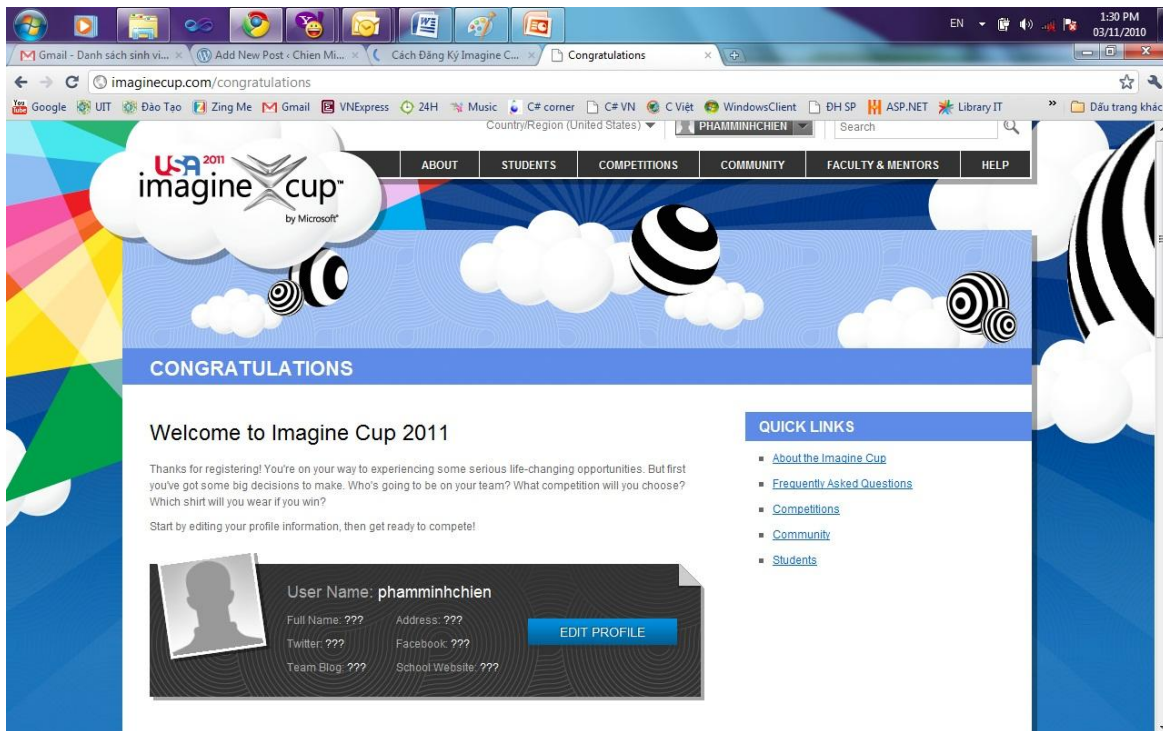 EN
1:30 PM
03/11/2010
Gmail - Danh sách sinh vi...
Add New Post ‹ Chien Mi...
Cách Đăng Ký Imagine C...
Congratulations
imaginecup.com/congratulations
Google UIT Đào Tạo Zing Me Gmail VNExpress 24H Music C# corner C# VN C Việt WindowsClient ĐH SP ASP.NET Library IT » Dấu trang khác
Country/Region (United States) PHAMMINHCHIEN Search
USA 2011
imagine cup™
by Microsoft®
ABOUT STUDENTS COMPETITIONS COMMUNITY FACULTY & MENTORS HELP
CONGRATULATIONS
Welcome to Imagine Cup 2011
Thanks for registering! You're on your way to experiencing some serious life-changing opportunities. But first
you've got some big decisions to make. Who's going to be on your team? What competition will you choose?
Which shirt will you wear if you win?
Start by editing your profile information, then get ready to compete!
User Name: phamminhchien
Full Name: ??? Address: ???
Twitter: ??? Facebook: ???
Team Blog: ??? School Website: ???
EDIT PROFILE
QUICK LINKS
About the Imagine Cup
Frequently Asked Questions
Competitions
Community
Students